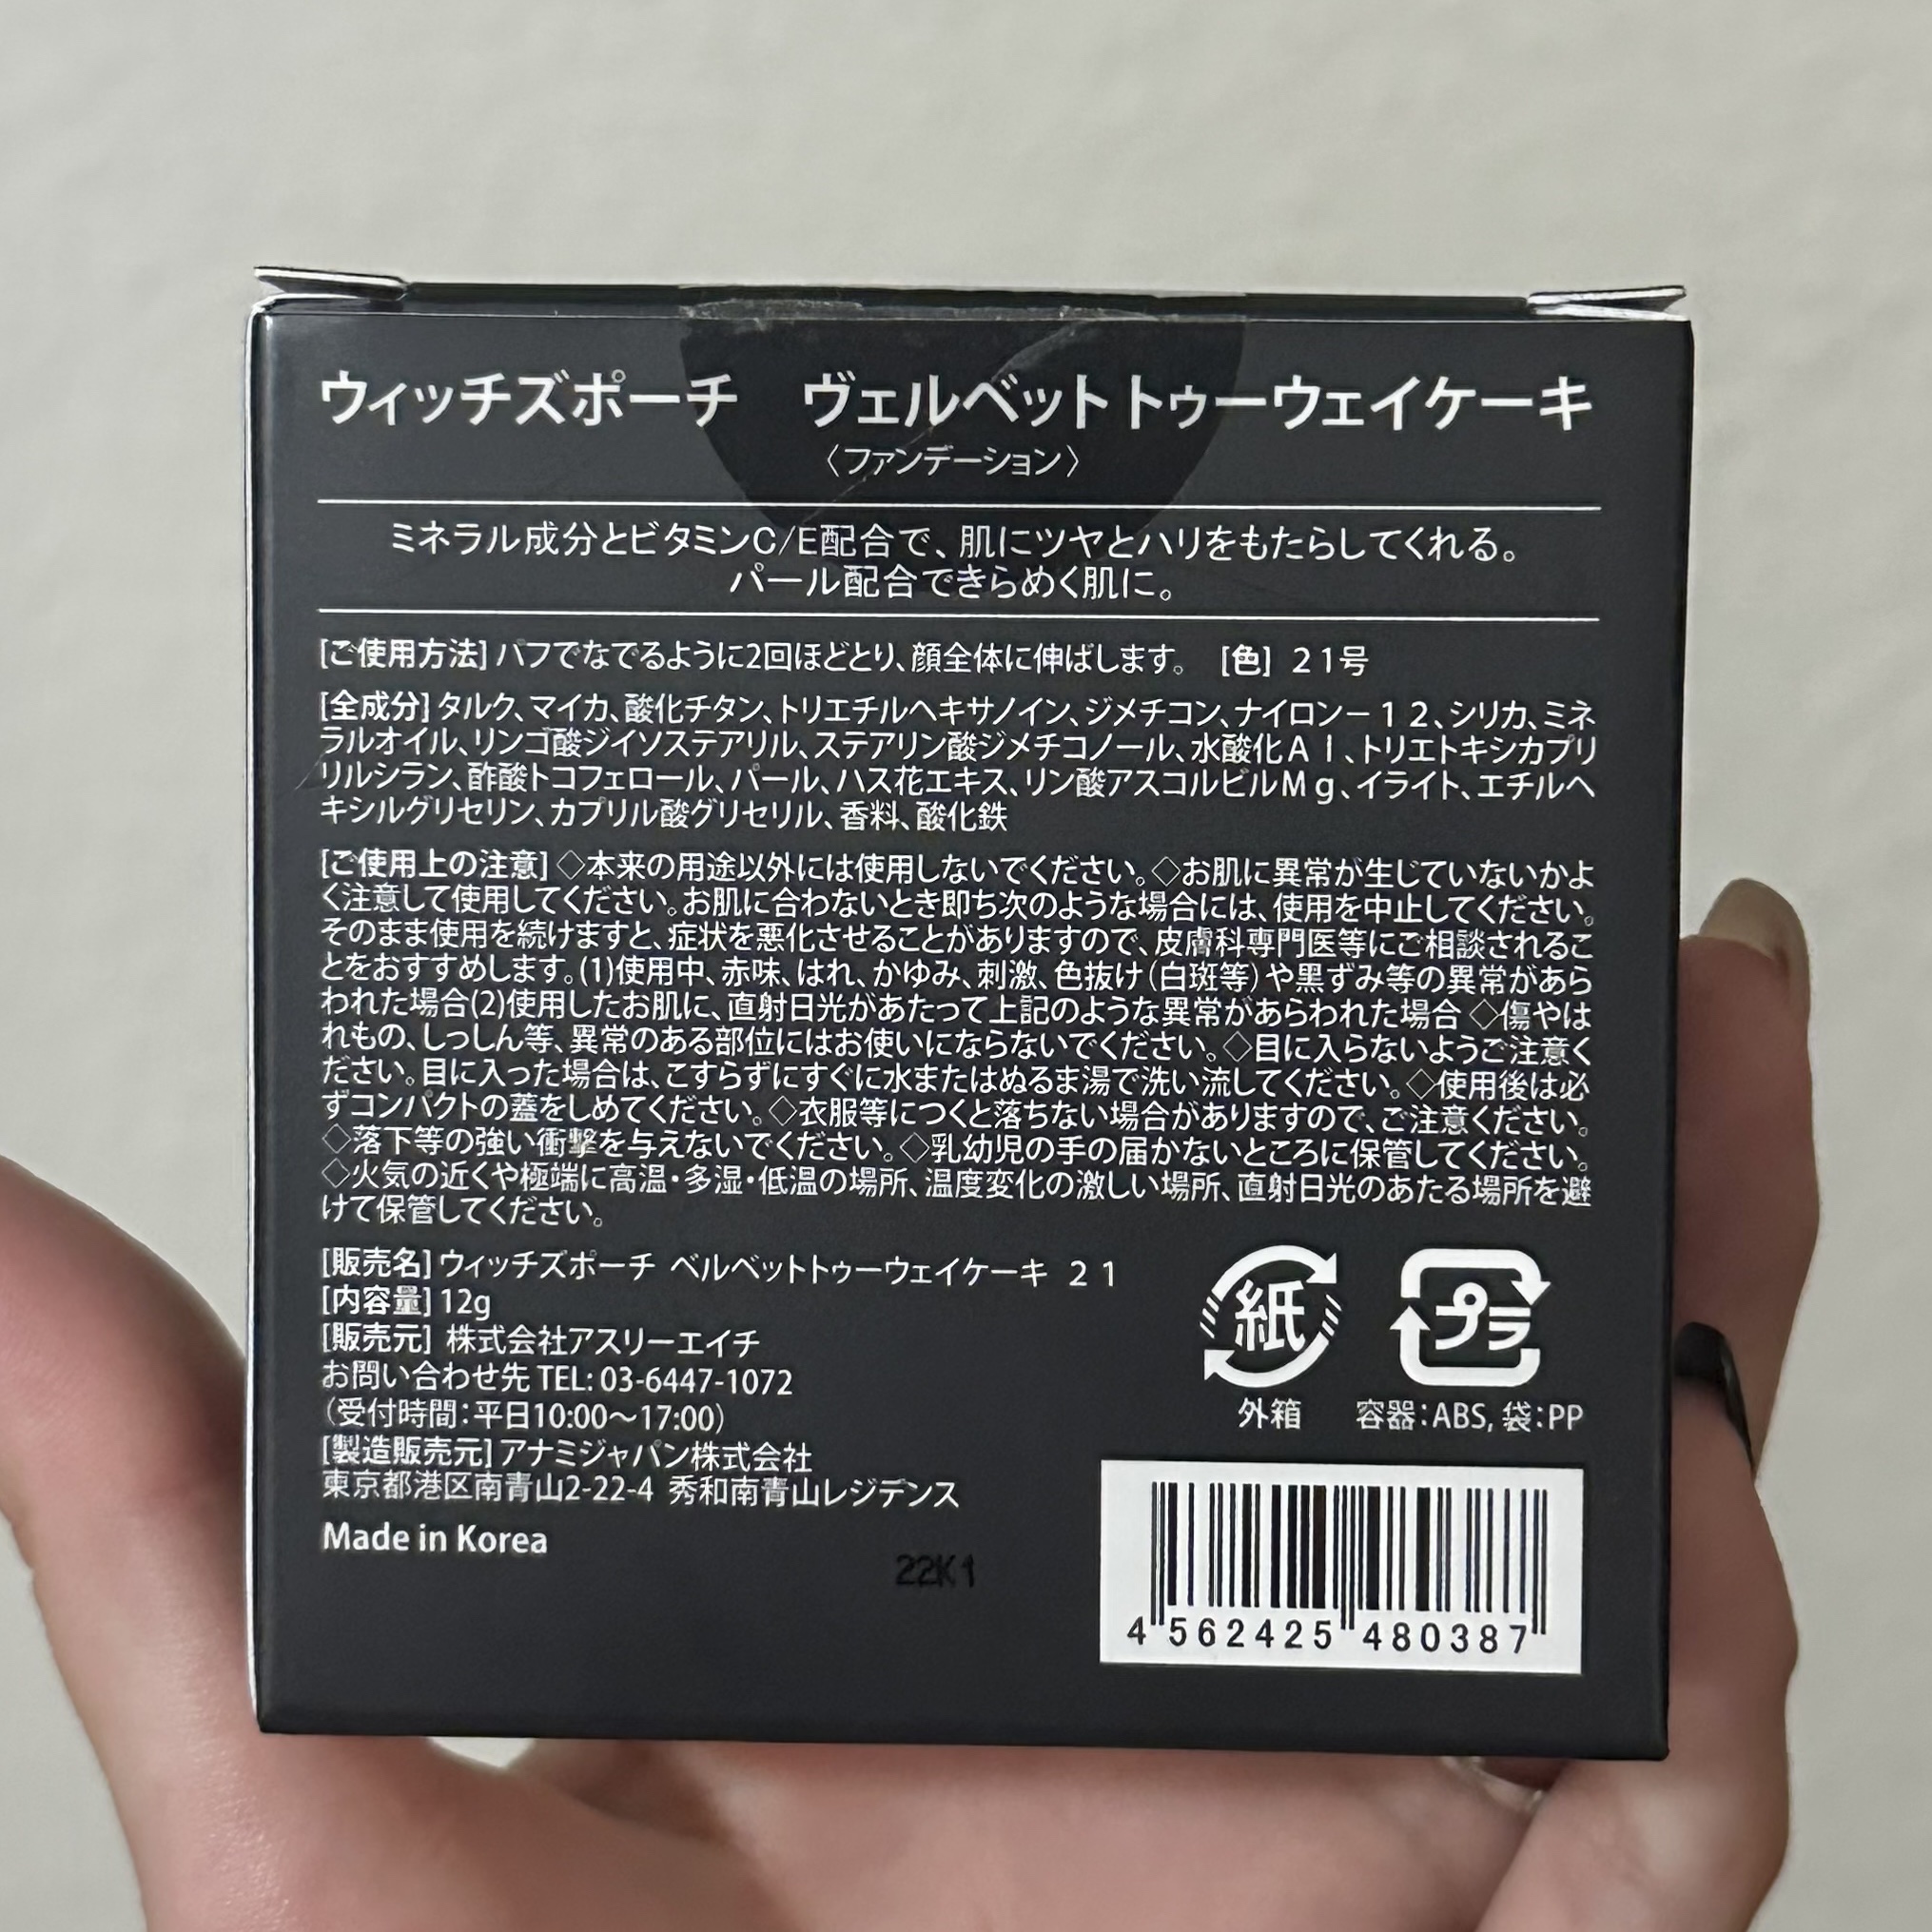 ウィッチズポーチ　ヴェルベットトゥーウェイケーキ
〈ファンデーション〉
ミネラル成分とビタミンC/E配合で、肌にツヤとハリをもたらしてくれる。
パール配合できらめく肌に。
[ご使用方法] パフでなでるように2回ほどとり、顔全体に伸ばします。 [色] 21号
[全成分] タルク、マイカ、酸化チタン、トリエチルヘキサノイン、ジメチコン、ナイロンー12、シリカ、ミネ
ラルオイル、リンゴ酸ジイソステアリル、ステアリン酸ジメチコノール、水酸化Al、トリエトキシカプリ
リルシラン、酢酸トコフェロール、パール、ハス花エキス、リン酸アスコルビルMg、イライト、エチルヘ
キシルグリセリン、カプリル酸グリセリル、香料、酸化鉄
[ご使用上の注意] ◇本来の用途以外には使用しないでください。◇お肌に異常が生じていないかよ
く注意して使用してください。お肌に合わないとき即ち次のような場合には、使用を中止してください。
そのまま使用を続けますと、症状を悪化させることがありますので、皮膚科専門医等にご相談されるこ
とをおすすめします。(1)使用中、赤味、はれ、かゆみ、刺激、色抜け（白斑等）や黒ずみ等の異常があら
われた場合(2)使用したお肌に、直射日光があたって上記のような異常があらわれた場合 ◇傷やは
れもの、しっしん等、異常のある部位にはお使いにならないでください。◇目に入らないようご注意く
ださい。目に入った場合は、こすらずにすぐに水またはぬるま湯で洗い流してください。◇使用後は必
ずコンパクトの蓋をしめてください。◇衣服等につくと落ちない場合がありますので、ご注意ください。
◇落下等の強い衝撃を与えないでください。◇乳幼児の手の届かないところに保管してください。
◇火気の近くや極端に高温・多湿・低温の場所、温度変化の激しい場所、直射日光のあたる場所を避
けて保管してください。
[販売名] ウィッチズポーチ ベルベットトゥーウェイケーキ 21
[内容量] 12g
[販売元] 株式会社アスリーエイチ
お問い合わせ先 TEL: 03-6447-1072
（受付時間：平日10:00～17:00）
[製造販売元] アナミジャパン株式会社
東京都港区南青山2-22-4 秀和南青山レジデンス
Made in Korea
22K1
紙
外箱
プラ
容器：ABS, 袋：PP
4 562425 480387